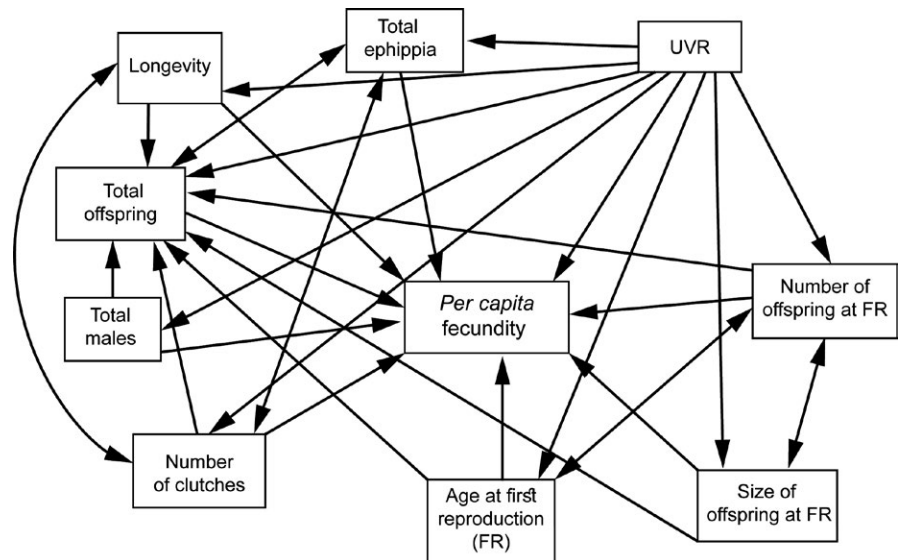 Total
ephippia
UVR
Longevity
Total
offspring
Number of
offspring at FR
Per capita
fecundity
Total
males
Number
of clutches
Age at first
reproduction
(FR)
Size of
offspring at FR